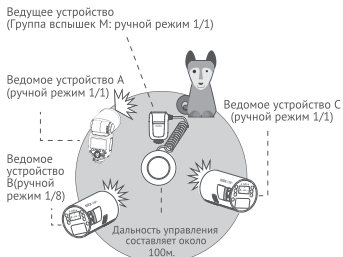 Ведущее устройство
(Группа вспышек M: ручной режим 1/1)
Ведомое устройство A
(ручной режим 1/1)
Ведомое устройство C
(ручной режим 1/1)
Ведомое
устройство
B(ручной
режим 1/8)
Дальность управления
составляет около
100м.